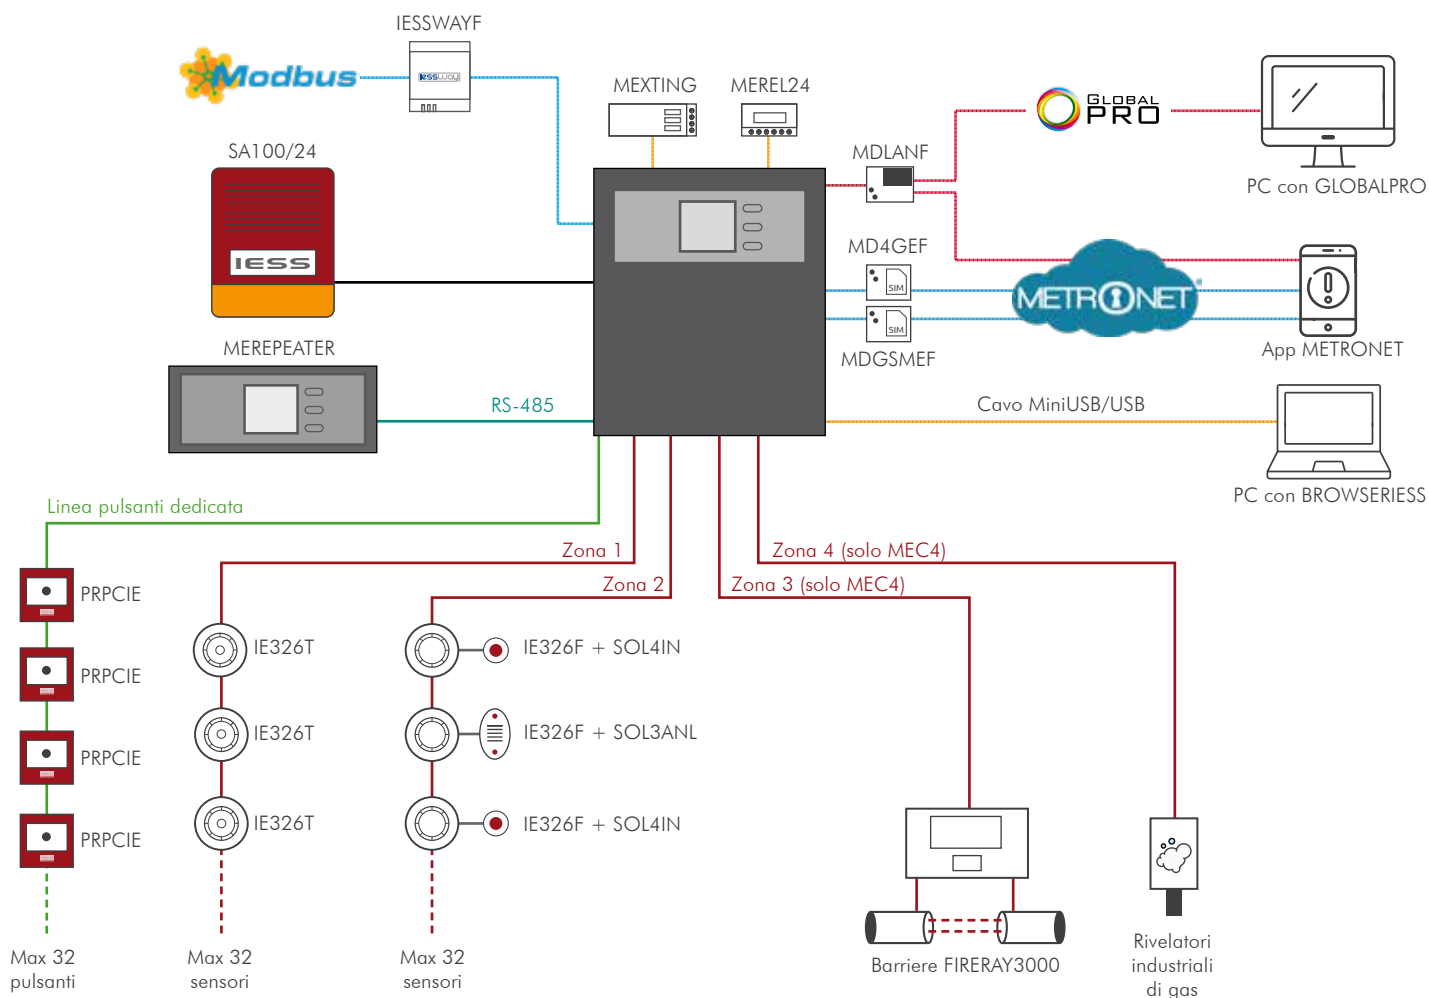 IESSWAYF
Modbus
iessway
MEXTING
MEREL24
GLOBAL
PRO
MDLANF
PC con GLOBALPRO
SA100/24
IESS
MD4GEF
SIM
METRONET
SIM
MDGSMEF
App METRONET
MEREPEATER
RS-485
Cavo MiniUSB/USB
PC con BROWSERIESS
Linea pulsanti dedicata
Zona 1
Zona 4 (solo MEC4)
Zona 2
Zona 3 (solo MEC4)
PRPCIE
IE326T
IE326F + SOL4IN
PRPCIE
IE326T
IE326F + SOL3ANL
PRPCIE
IE326T
IE326F + SOL4IN
PRPCIE
Max 32
pulsanti
Max 32
sensori
Max 32
sensori
Barriere FIRERAY3000
Rivelatori
industriali
di gas